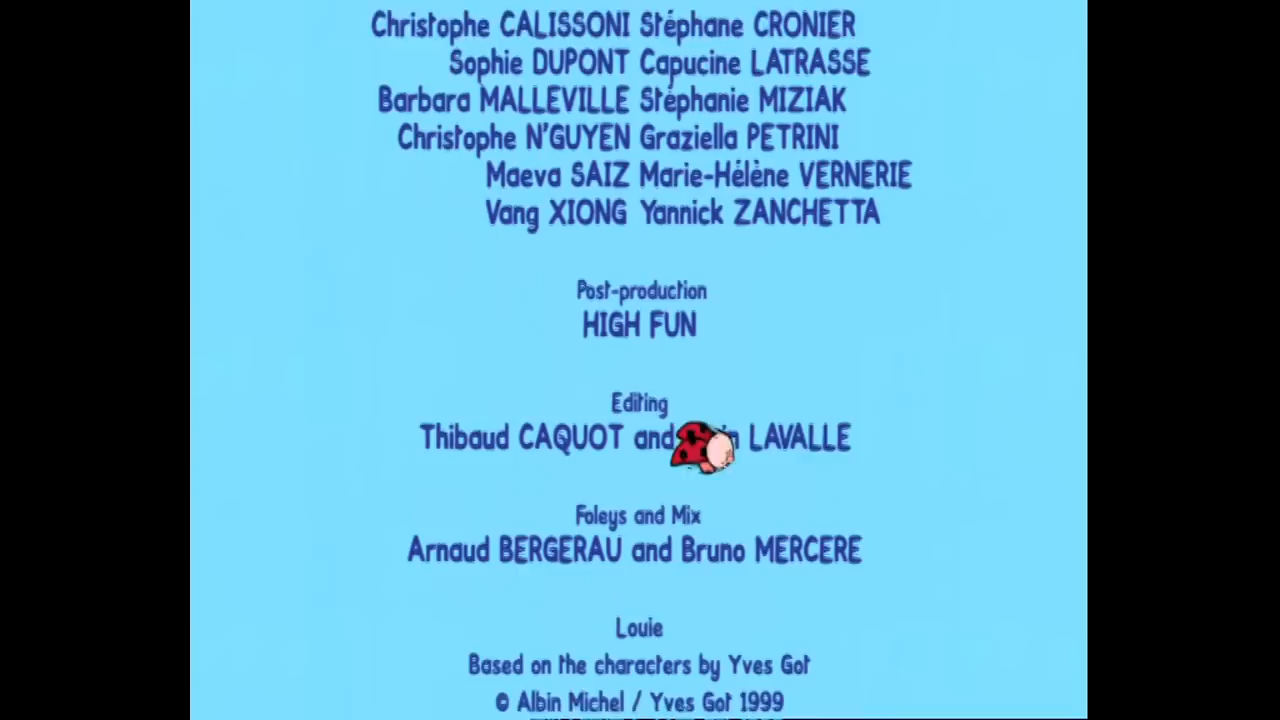 Christophe CALISSONI Stéphane CRONIER
Sophie DUPONT Capucine LATRASSE
Barbara MALLEVILLE Stéphanie MIZIAK
Christophe N'GUYEN Graziella PETRINI
Maeva SAIZ Marie-Hélène VERNERIE
Vang XIONG Yannick ZANCHETTA
Post-production
HIGH FUN
Editing
Thibaud CAQUOT and LAVALLE
Foleys and Mix
Arnaud BERGERAU and Bruno MERCERE
Louie
Based on the characters by Yves Got
© Albin Michel / Yves Got 1999